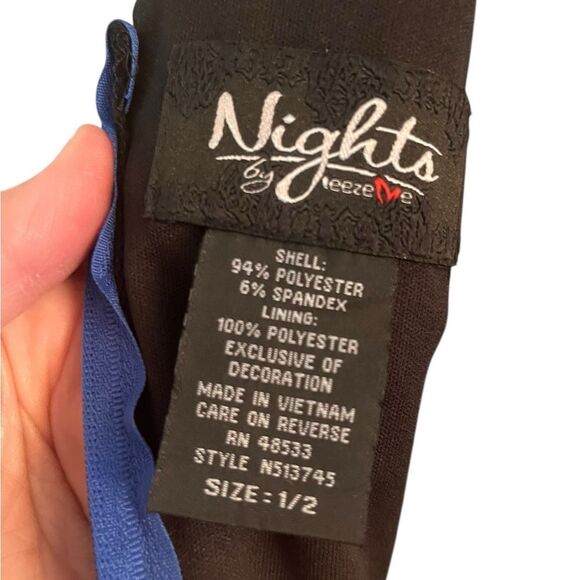 Nights
by eezeMe
SHELL:
94% POLYESTER
6% SPANDEX
LINING:
100% POLYESTER
EXCLUSIVE OF
DECORATION
MADE IN VIETNAM
CARE ON REVERSE
RN 48533
STYLE N513745
SIZE: 1/2